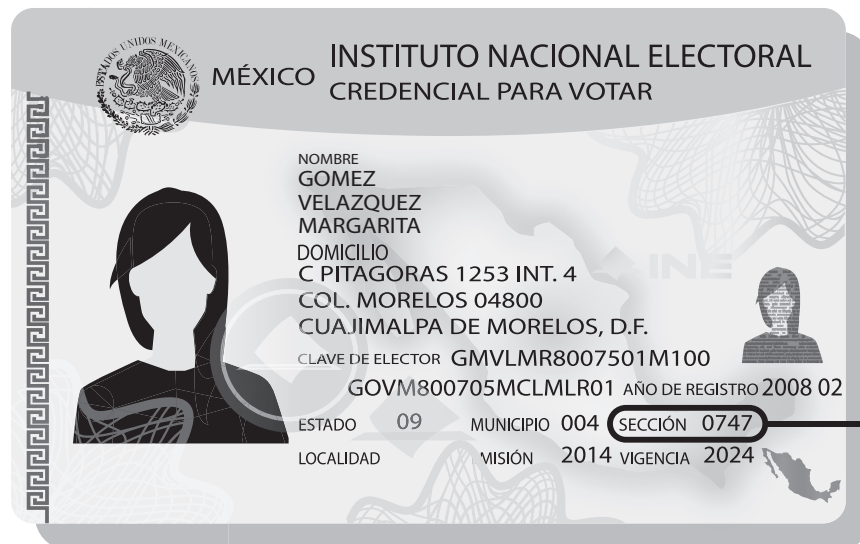 ESTADOS UNIDOS MEXICANOS
MÉXICO
INSTITUTO NACIONAL ELECTORAL
CREDENCIAL PARA VOTAR
NOMBRE
GOMEZ
VELAZQUEZ
MARGARITA
DOMICILIO
C PITAGORAS 1253 INT. 4
COL. MORELOS 04800
CUAJIMALPA DE MORELOS, D.F.
INE
CLAVE DE ELECTOR GMVLMR8007501M100
GOVM800705MCLMLR01 AÑO DE REGISTRO 2008 02
ESTADO 09 MUNICIPIO 004 SECCIÓN 0747
LOCALIDAD MISIÓN 2014 VIGENCIA 2024